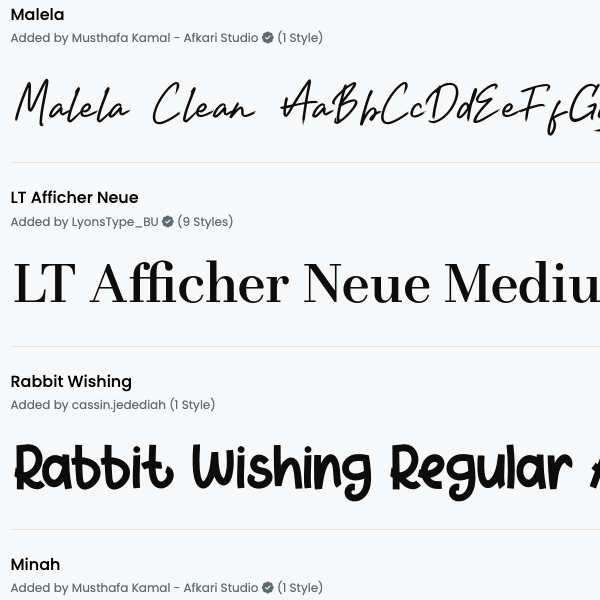 Malela
Added by Musthafa Kamal - Afkari Studio (1 Style)
Malela Clean AaBbCcDdEeFfGg
LT Afficher Neue
Added by LyonsType_BU (9 Styles)
LT Afficher Neue Mediu
Rabbit Wishing
Added by cassin.jedediah (1 Style)
Rabbit Wishing Regular
Minah
Added by Musthafa Kamal - Afkari Studio (1 Style)